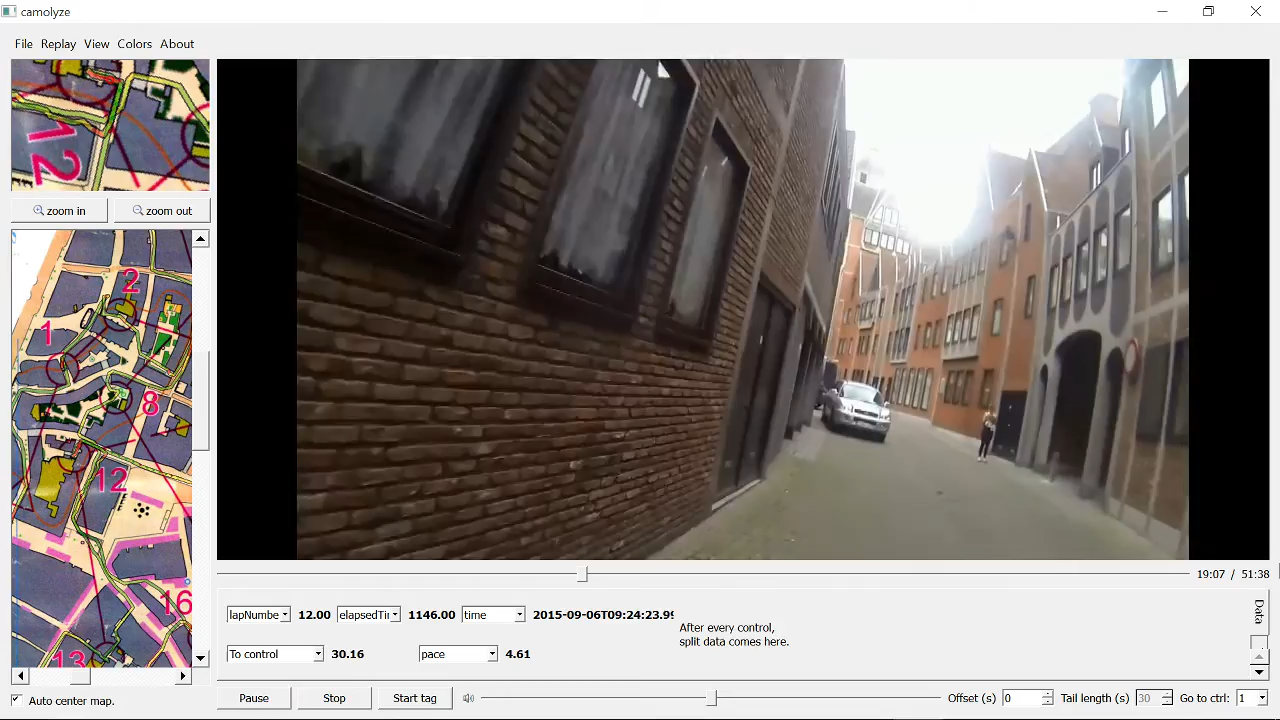 camolyze
File Replay View Colors About
12
zoom in zoom out
2
1
8
12
16
13
19:07 / 51:38
lapNumbe 12.00 elapsedTi 1146.00 time 2015-09-06T09:24:23.99
After every control,
split data comes here.
To control 30.16 pace 4.61
Data
Auto center map.
Pause Stop Start tag Offset (s) 0 Tail length (s) 30 Go to ctrl: 1